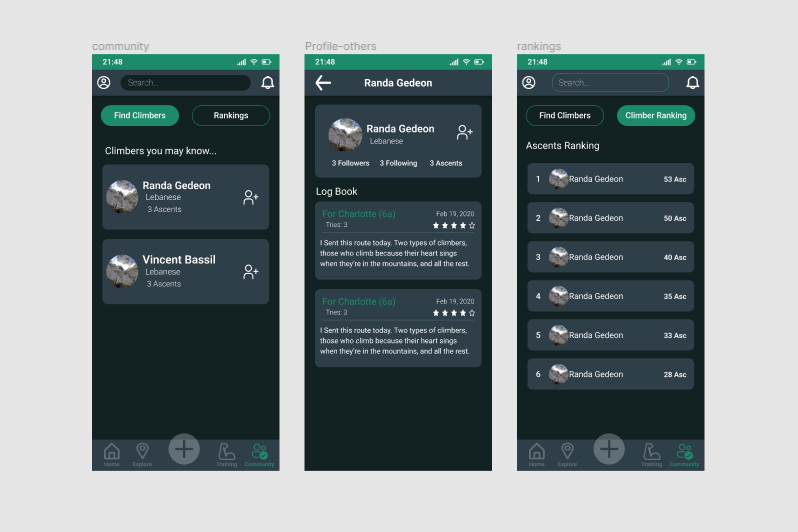 community
21:48
Search...
Find Climbers
Rankings
Climbers you may know...
Randa Gedeon
Lebanese
3 Ascents
Vincent Bassil
Lebanese
3 Ascents
Home
Explore
Training
Community
Profile-others
21:48
Randa Gedeon
Randa Gedeon
Lebanese
3 Followers 3 Following 3 Ascents
Log Book
For Charlotte (6a) Feb 19, 2020
Tries: 3
I Sent this route today. Two types of climbers,
those who climb because their heart sings
when they're in the mountains, and all the rest.
For Charlotte (6a) Feb 19, 2020
Tries: 3
I Sent this route today. Two types of climbers,
those who climb because their heart sings
when they're in the mountains, and all the rest.
rankings
21:48
Search...
Find Climbers
Climber Ranking
Ascents Ranking
1 Randa Gedeon 53 Asc
2 Randa Gedeon 50 Asc
3 Randa Gedeon 40 Asc
4 Randa Gedeon 35 Asc
5 Randa Gedeon 33 Asc
6 Randa Gedeon 28 Asc
Home
Explore
Training
Community